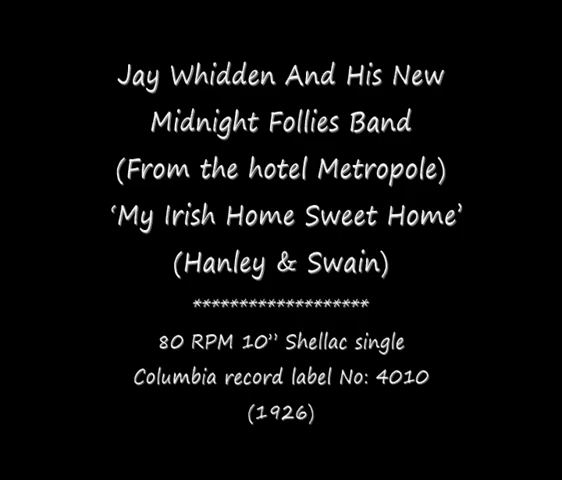 Jay Whidden And His New
Midnight Follies Band
(From the hotel Metropole)
‘My Irish Home Sweet Home’
(Hanley & Swain)
*******************
80 RPM 10” Shellac single
Columbia record label No: 4010
(1926)